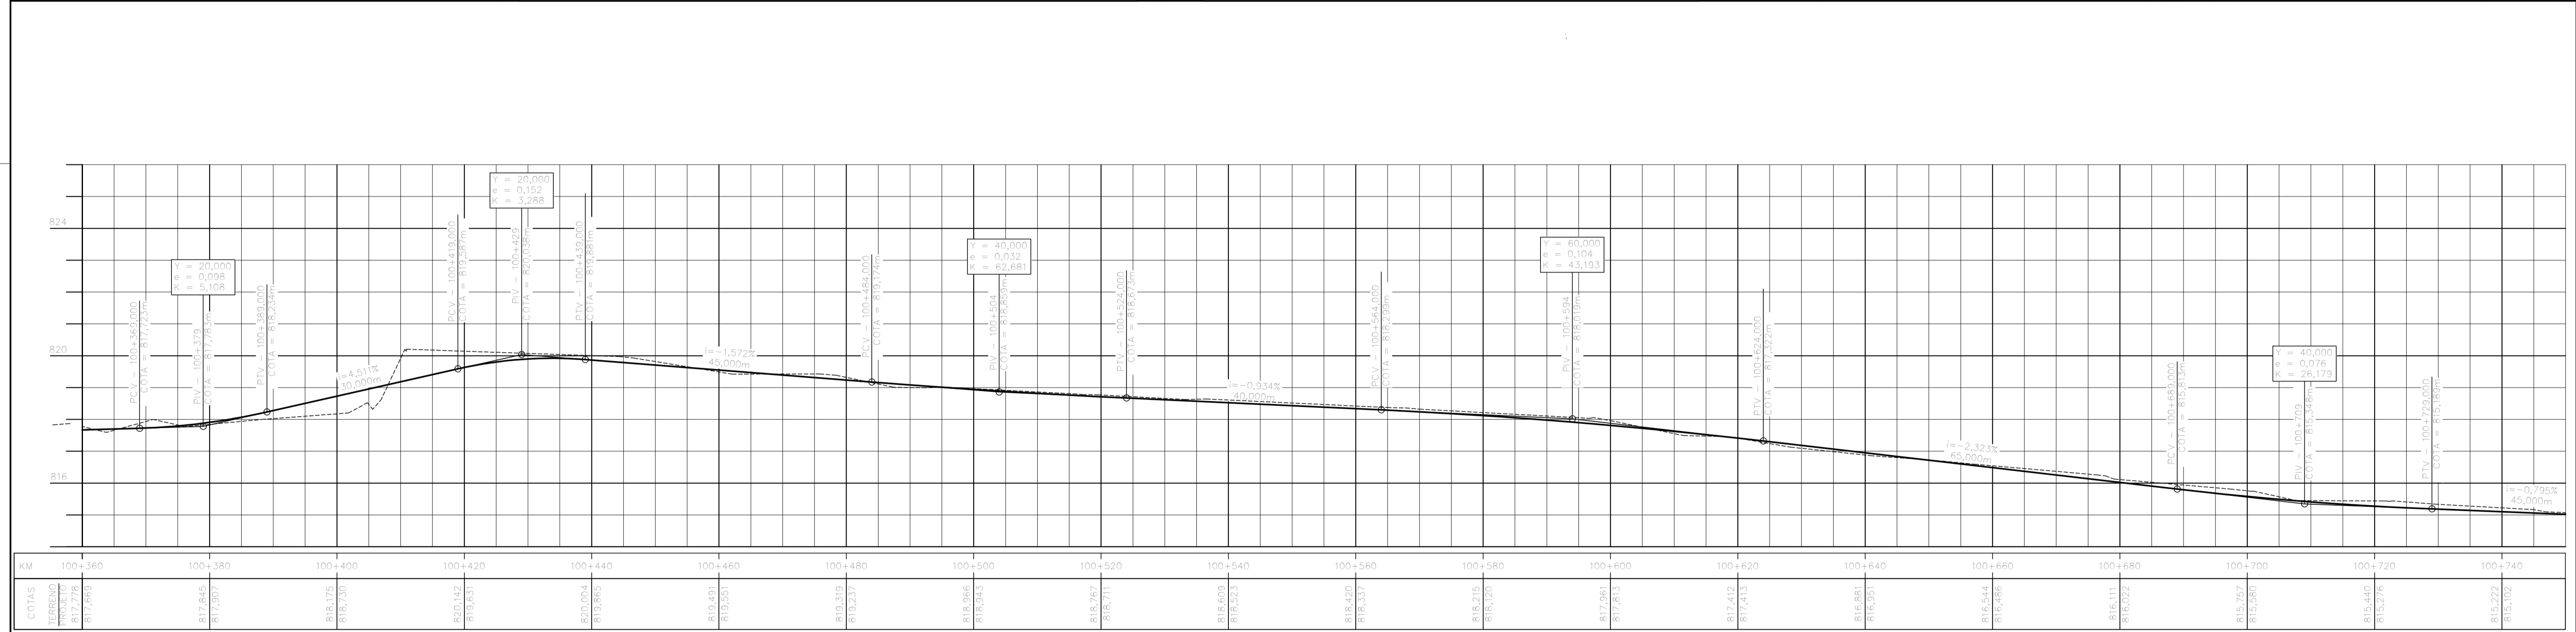 Y = 20,000
e = 0,152
K = 3,288
Y = 60,000
e = 0,104
K = 43,193
Y = 40,000
e = 0,032
K = 62,681
Y = 20,000
e = 0,098
K = 5,108
Y = 40,000
e = 0,076
K = 26,179
824
820
816
PCV - 100+369,000
COTA = 817,723m
PIV - 100+379
COTA = 817,783m
PTV - 100+389,000
COTA = 818,234m
i=4,511%
30,000m
PCV - 100+419,000
COTA = 819,587m
PIV - 100+429
COTA = 820,038m
PTV - 100+439,000
COTA = 819,881m
i=-1,572%
45,000m
PCV - 100+484,000
COTA = 819,174m
PIV - 100+504
COTA = 818,859m
PTV - 100+524,000
COTA = 818,673m
i=-0,934%
40,000m
PCV - 100+564,000
COTA = 818,299m
PIV - 100+594
COTA = 818,019m
PTV - 100+624,000
COTA = 817,322m
i=-2,323%
65,000m
PCV - 100+689,000
COTA = 815,813m
PIV - 100+709
COTA = 815,348m
PTV - 100+729,000
COTA = 815,189m
i=-0,795%
45,000m
KM 100+360 100+380 100+400 100+420 100+440 100+460 100+480 100+500 100+520 100+540 100+560 100+580 100+600 100+620 100+640 100+660 100+680 100+700 100+720 100+740
COTAS
TERRENO
PROJETO
817,778
817,669
817,845
817,907
818,175
818,730
820,142
819,631
820,004
819,865
819,491
819,551
819,319
819,237
818,966
818,943
818,767
818,711
818,609
818,523
818,420
818,337
818,215
818,120
817,961
817,813
817,412
817,413
816,881
816,951
816,544
816,486
816,111
816,022
815,757
815,580
815,440
815,276
815,222
815,102